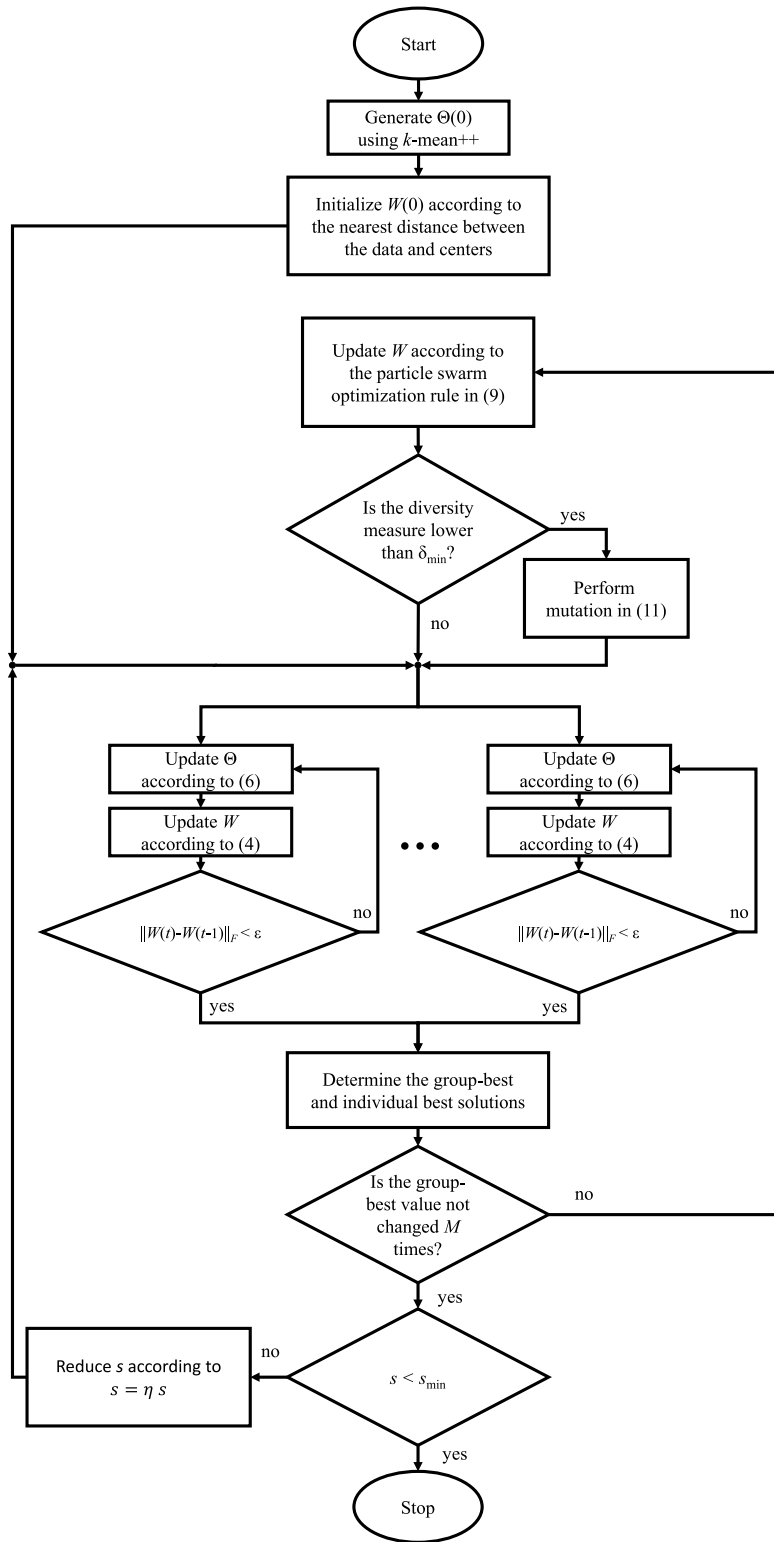 Start
Generate Θ(0)
using k-mean++
Initialize W(0) according to
the nearest distance between
the data and centers
Update W according to
the particle swarm
optimization rule in (9)
Is the diversity
measure lower
than δmin?
yes
Perform
mutation in (11)
no
Update Θ
according to (6)
Update W
according to (4)
||W(t)-W(t-1)||F < ε
no
yes
•••
Update Θ
according to (6)
Update W
according to (4)
||W(t)-W(t-1)||F < ε
no
yes
Determine the group-best
and individual best solutions
Is the group-
best value not
changed M
times?
no
yes
s < smin
no
Reduce s according to
s = η s
yes
Stop